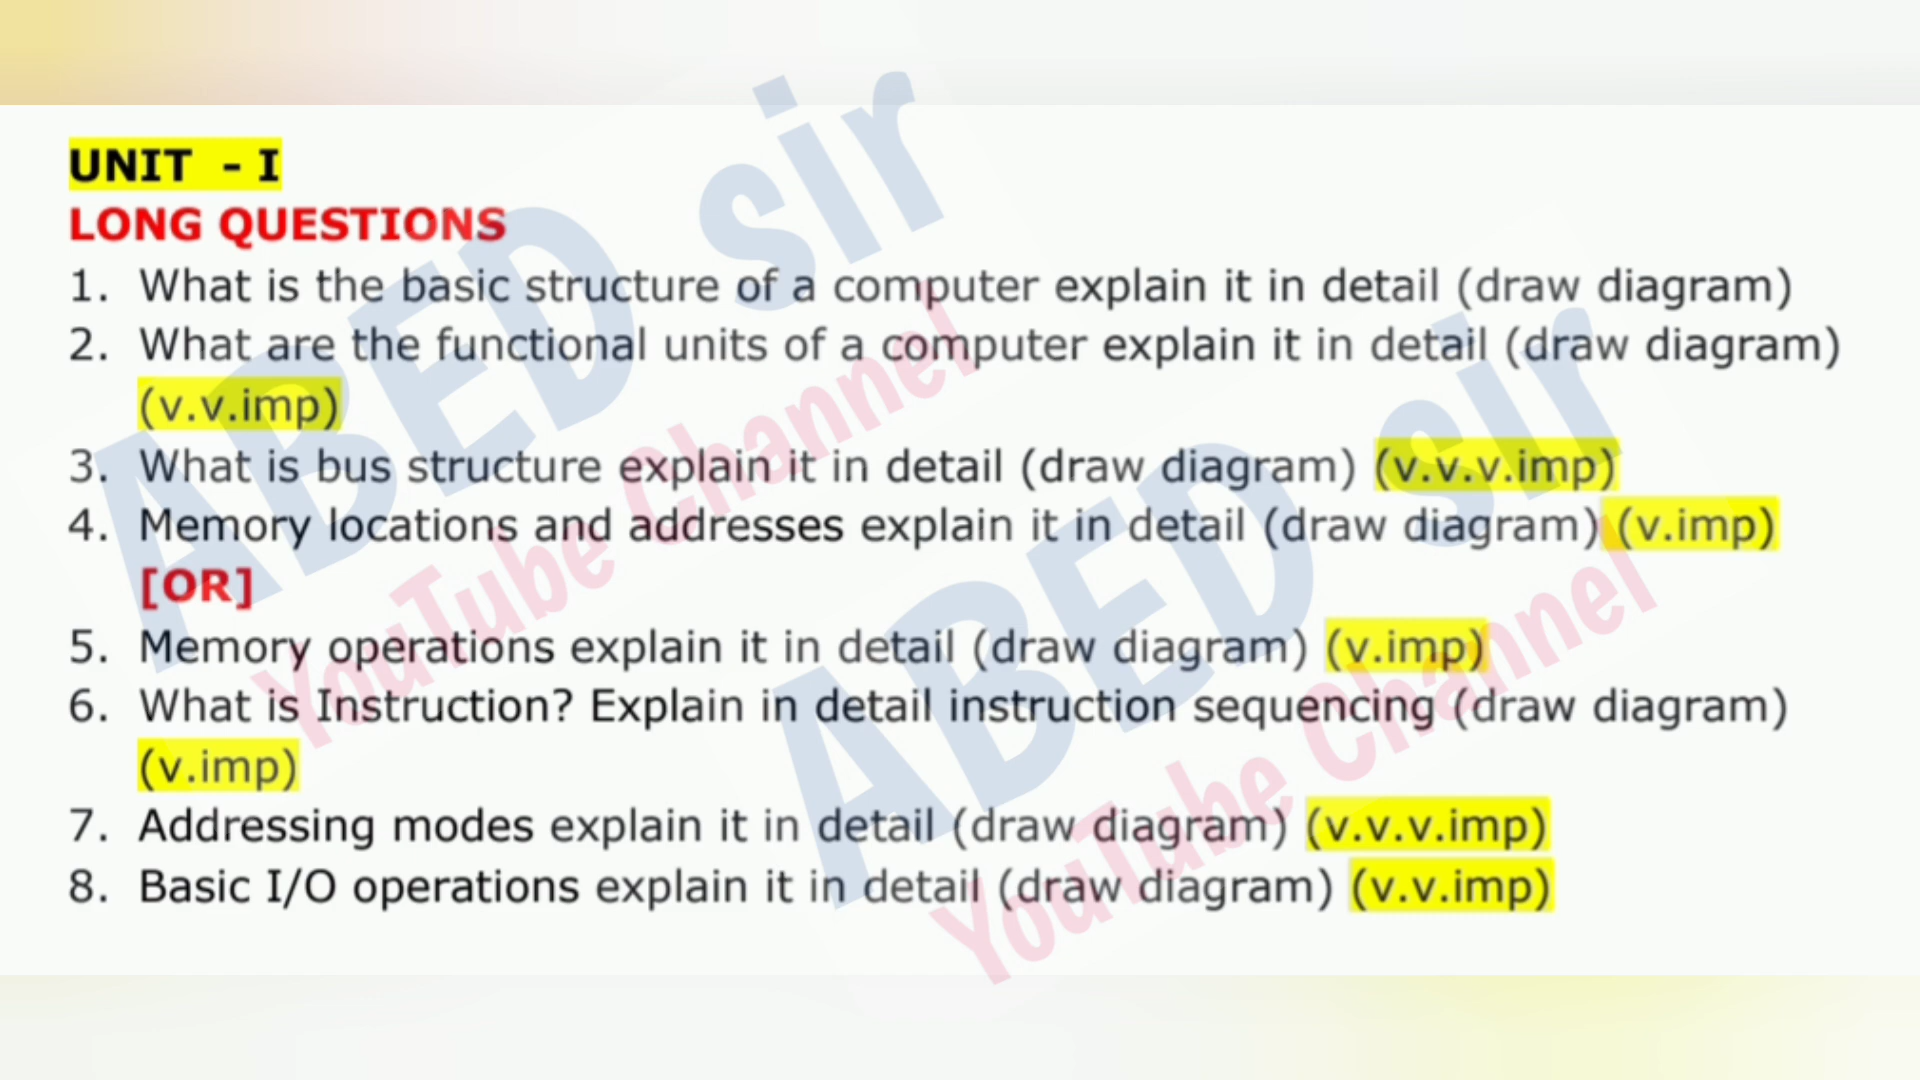 UNIT - I
LONG QUESTIONS
1. What is the basic structure of a computer explain it in detail (draw diagram)
2. What are the functional units of a computer explain it in detail (draw diagram)
(v.v.imp)
3. What is bus structure explain it in detail (draw diagram) (v.v.v.imp)
4. Memory locations and addresses explain it in detail (draw diagram) (v.imp)
[OR]
5. Memory operations explain it in detail (draw diagram) (v.imp)
6. What is Instruction? Explain in detail instruction sequencing (draw diagram)
(v.imp)
7. Addressing modes explain it in detail (draw diagram) (v.v.v.imp)
8. Basic I/O operations explain it in detail (draw diagram) (v.v.imp)
ABED sir
YouTube Channel
ABED sir
YouTube Channel